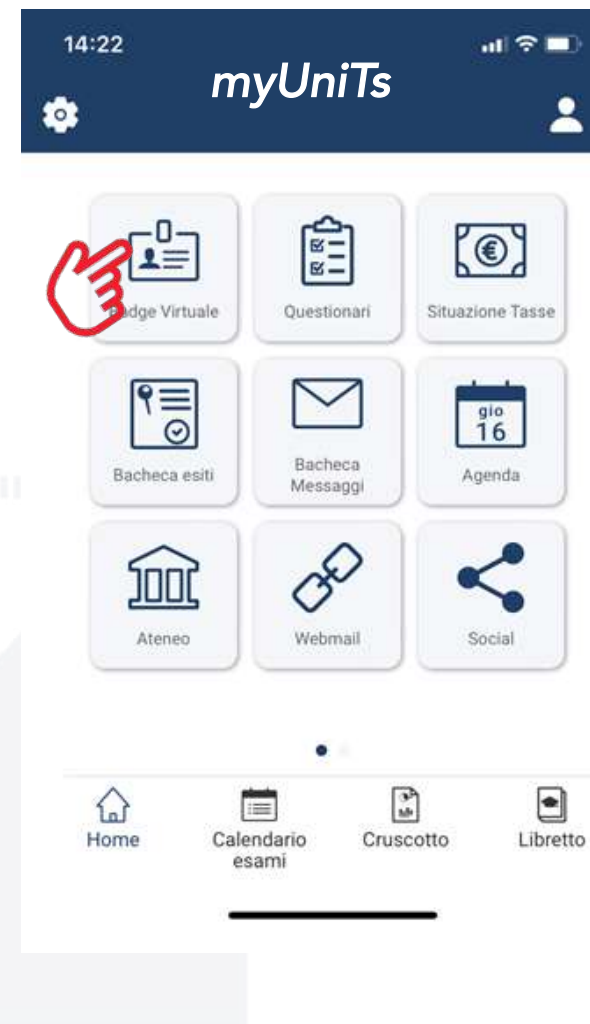 14:22
myUniTs
Badge Virtuale
Questionari
Situazione Tasse
€
Bacheca esiti
Bacheca
Messaggi
gio
16
Agenda
Ateneo
Webmail
Social
Home
Calendario
esami
Cruscotto
Libretto